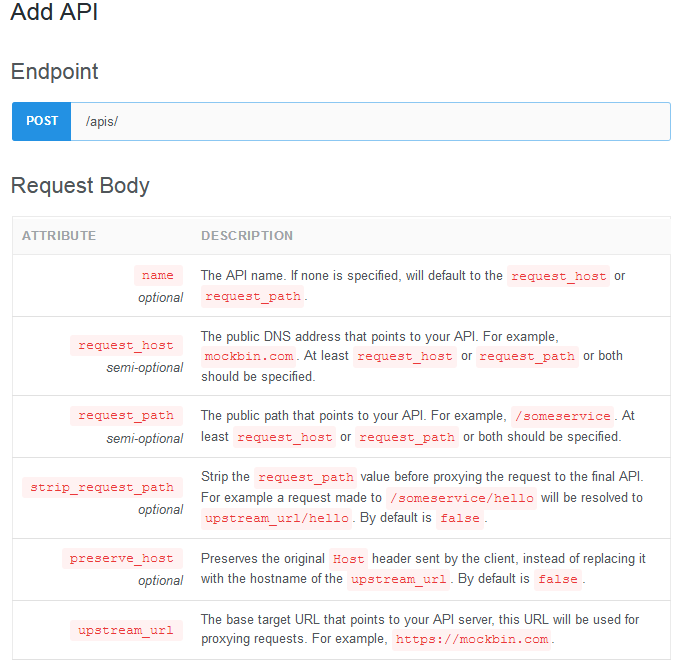 Add API
Endpoint
POST /apis/
Request Body
ATTRIBUTE DESCRIPTION
name
optional
The API name. If none is specified, will default to the request_host or
request_path.
request_host
semi-optional
The public DNS address that points to your API. For example,
mockbin.com. At least request_host or request_path or both
should be specified.
request_path
semi-optional
The public path that points to your API. For example, /someservice. At
least request_host or request_path or both should be specified.
strip_request_path
optional
Strip the request_path value before proxying the request to the final API.
For example a request made to /someservice/hello will be resolved to
upstream_url/hello. By default is false.
preserve_host
optional
Preserves the original Host header sent by the client, instead of replacing it
with the hostname of the upstream_url. By default is false.
upstream_url
The base target URL that points to your API server, this URL will be used for
proxying requests. For example, https://mockbin.com.